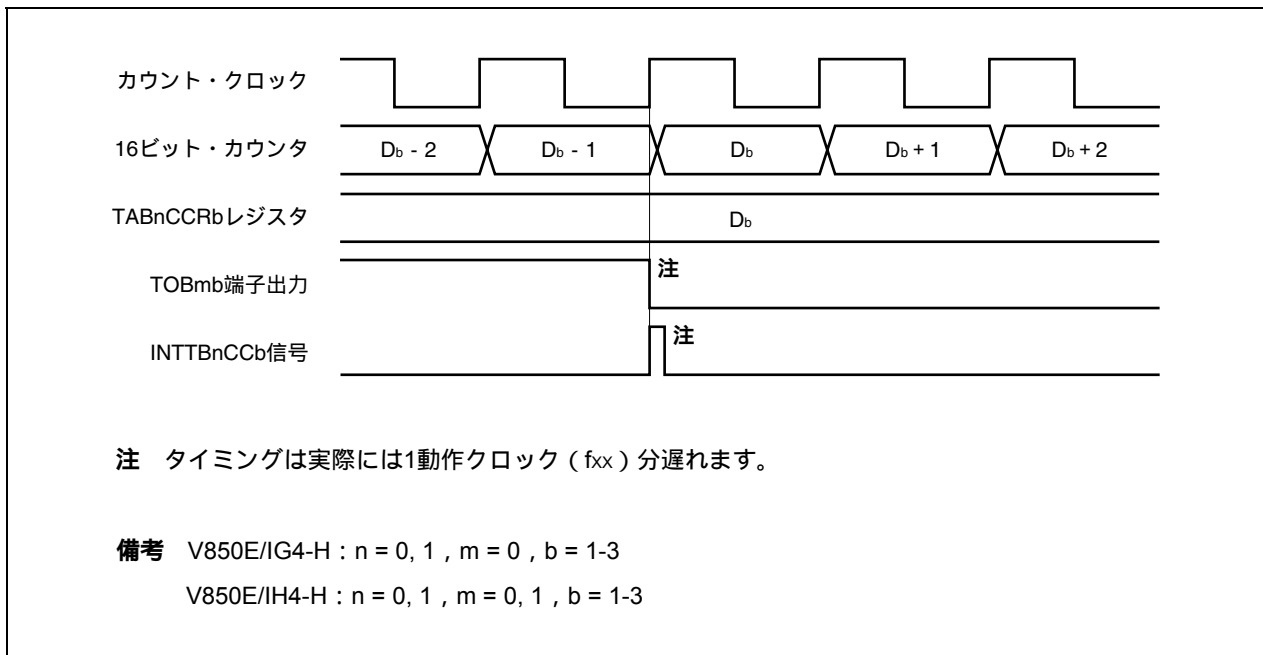 カウント・クロック
16ビット・カウンタ Db - 2 Db - 1 Db Db + 1 Db + 2
TABnCCRbレジスタ Db
TOBmb端子出力 注
INTTBnCCb信号 注
注 タイミングは実際には1動作クロック（fxx）分遅れます。
備考 V850E/IG4-H：n = 0, 1，m = 0，b = 1-3
V850E/IH4-H：n = 0, 1，m = 0, 1，b = 1-3